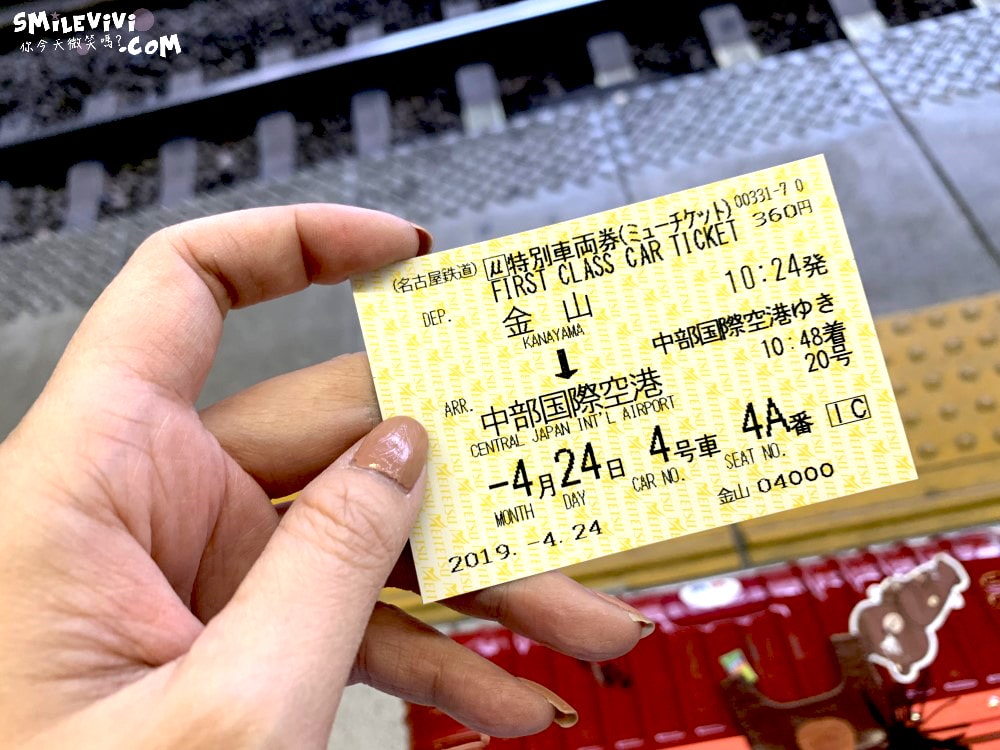 SMiLEViVi
你今天微笑嗎?.COM
00331-7 0
(名古屋鉄道) μ特別車両券(ミューチケット)
FIRST CLASS CAR TICKET 360円
DEP. 金 山 10:24発
KANAYAMA
中部国際空港ゆき
↓ 10:48着
ARR. 中部国際空港 20号
CENTRAL JAPAN INT'L AIRPORT
-4月24日 4号車 4A番 IC
MONTH DAY CAR NO. SEAT NO.
2019.-4.24 金山 04000